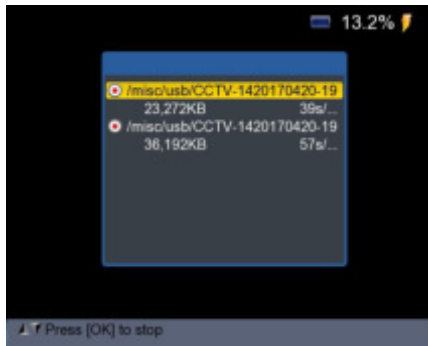 13.2%
/misc/usb/CCTV-1420170420-19
23,272KB 39s/...
/misc/usb/CCTV-1420170420-19
36,192KB 57s/...
Press [OK] to stop